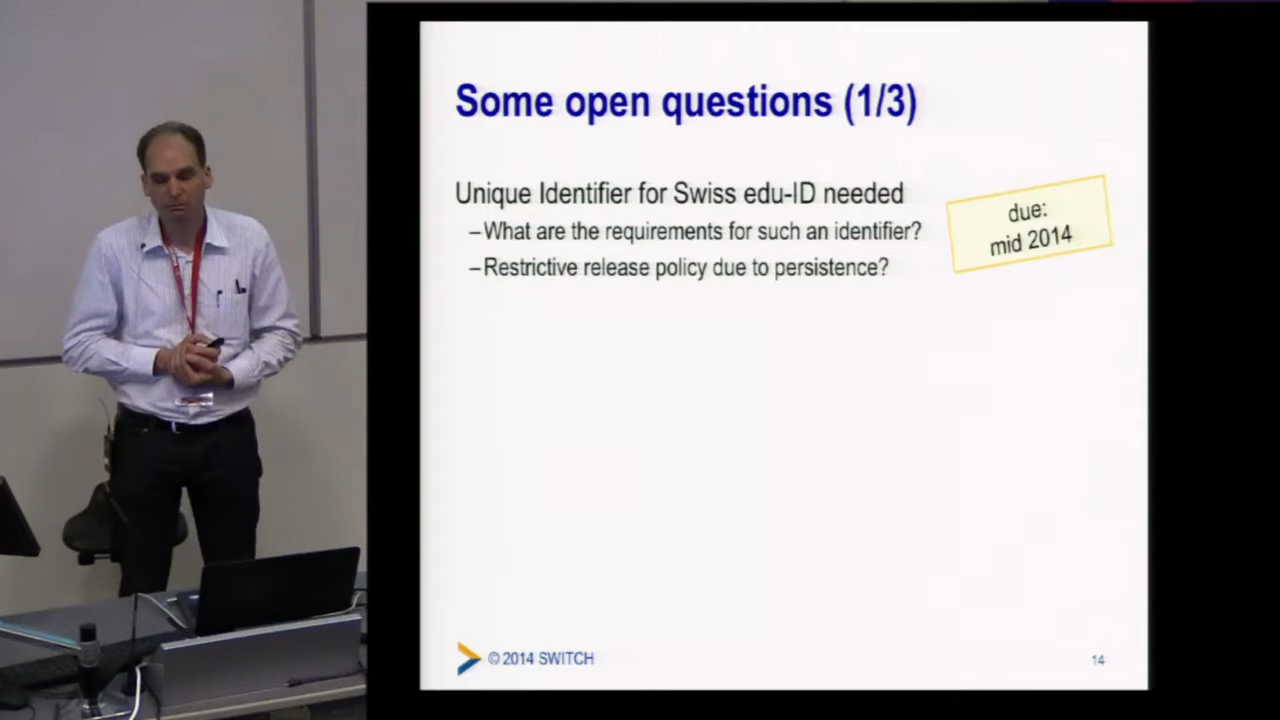 Some open questions (1/3)
Unique Identifier for Swiss edu-ID needed
–What are the requirements for such an identifier?
–Restrictive release policy due to persistence?
due:
mid 2014
© 2014 SWITCH
14